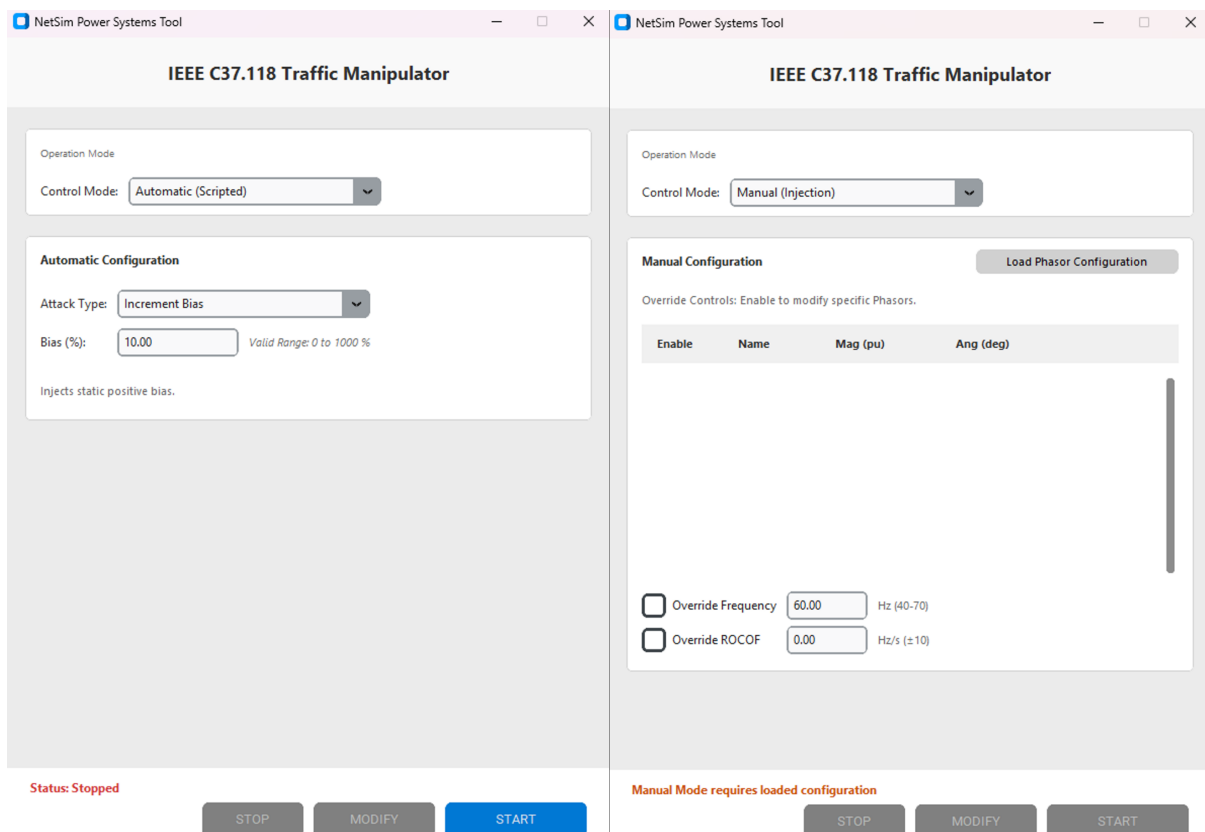 NetSim Power Systems Tool
IEEE C37.118 Traffic Manipulator
Operation Mode
Control Mode: Automatic (Scripted)
Automatic Configuration
Attack Type: Increment Bias
Bias (%): 10.00 Valid Range: 0 to 1000 %
Injects static positive bias.
Status: Stopped
STOP MODIFY START
NetSim Power Systems Tool
IEEE C37.118 Traffic Manipulator
Operation Mode
Control Mode: Manual (Injection)
Manual Configuration Load Phasor Configuration
Override Controls: Enable to modify specific Phasors.
Enable Name Mag (pu) Ang (deg)
Override Frequency 60.00 Hz (40-70)
Override ROCOF 0.00 Hz/s (±10)
Manual Mode requires loaded configuration
STOP MODIFY START